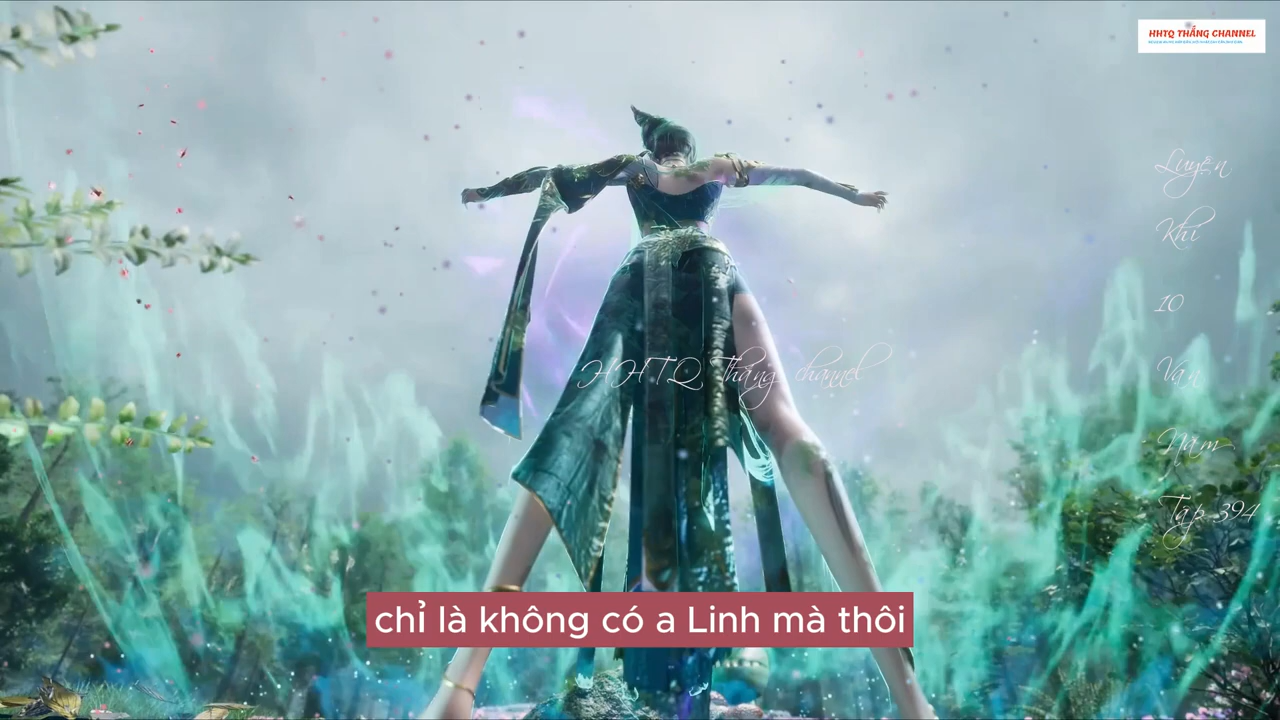 HHTQ THẮNG CHANNEL
Luyện
Khí
10
Vạn
Năm
Tập 394
HHTQ Thắng channel
chỉ là không có a Linh mà thôi